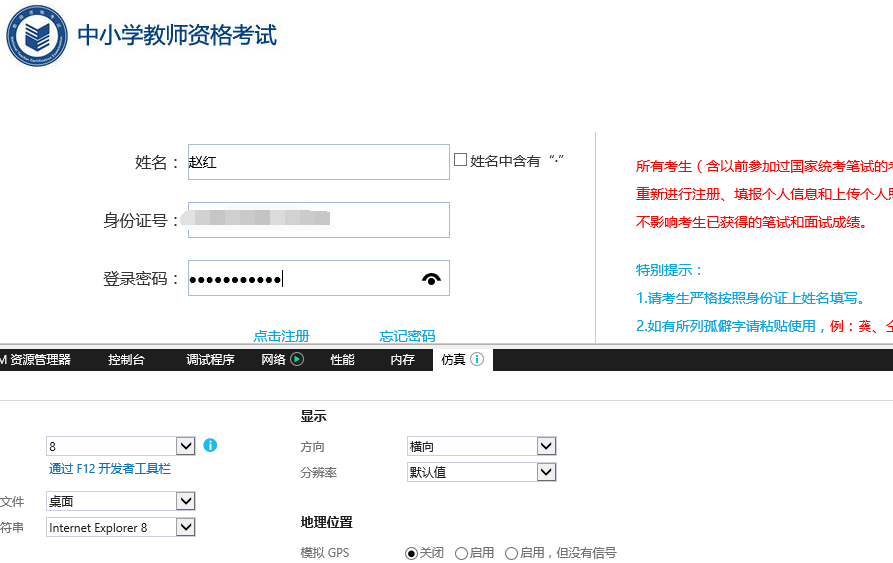 中小学教师资格考试
姓名： 赵红 姓名中含有“·”
身份证号：
登录密码： •••••••••••
点击注册 忘记密码
所有考生（含以前参加过国家统考笔试的
重新进行注册、填报个人信息和上传个人
不影响考生已获得的笔试和面试成绩。
特别提示：
1.请考生严格按照身份证上姓名填写。
2.如有所列孤僻字请粘贴使用，例：䶮、仝
M 资源管理器 控制台 调试程序 网络 性能 内存 仿真
8
通过 F12 开发者工具栏
文件 桌面
符串 Internet Explorer 8
显示
方向 横向
分辨率 默认值
地理位置
模拟 GPS 关闭 启用 启用，但没有信号